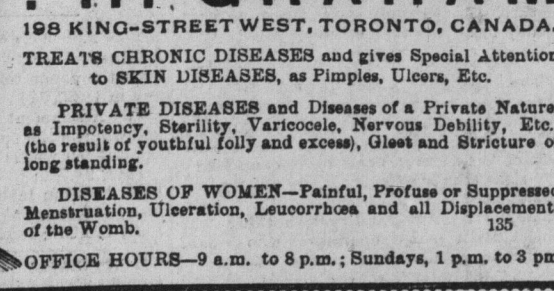 198 KING-STREET WEST, TORONTO, CANADA.
TREATS CHRONIC DISEASES and gives Special Attention
to SKIN DISEASES, as Pimples, Ulcers, Etc.
PRIVATE DISEASES and Diseases of a Private Nature
as Impotency, Sterility, Varicocele, Nervous Debility, Etc.
(the result of youthful folly and excess), Gleet and Stricture o
long standing.
DISEASES OF WOMEN—Painful, Profuse or Suppressed
Menstruation, Ulceration, Leucorrhœa and all Displacement
of the Womb. 135
OFFICE HOURS—9 a.m. to 8 p.m.; Sundays, 1 p.m. to 3 pm